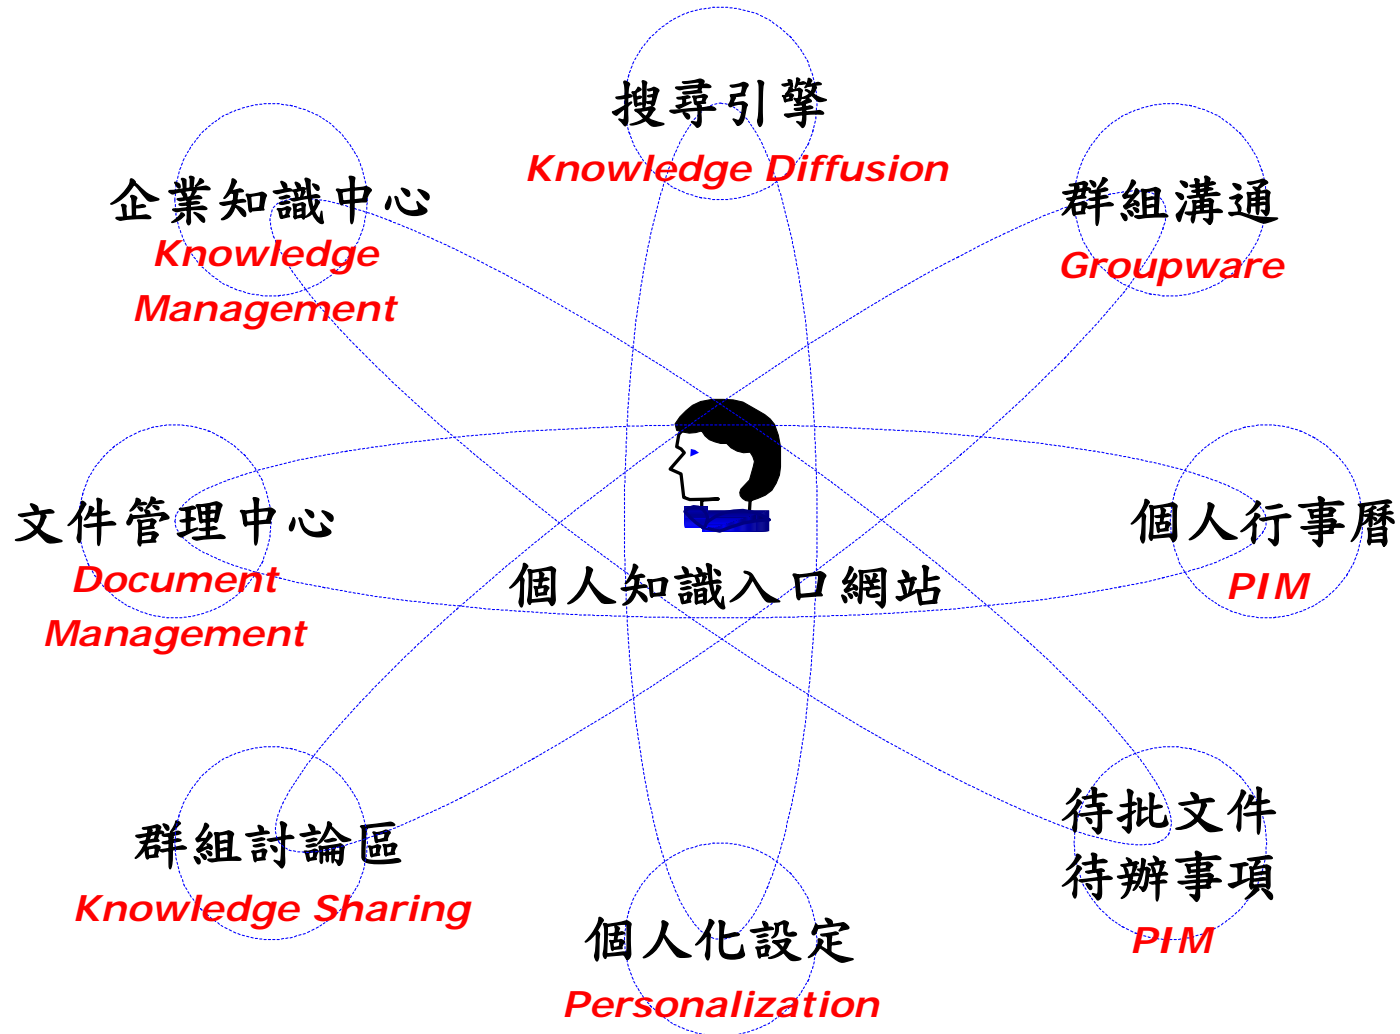 搜尋引擎
Knowledge Diffusion
企業知識中心
Knowledge
Management
群組溝通
Groupware
文件管理中心
Document
Management
個人知識入口網站
個人行事曆
PIM
群組討論區
Knowledge Sharing
個人化設定
Personalization
待批文件
待辦事項
PIM